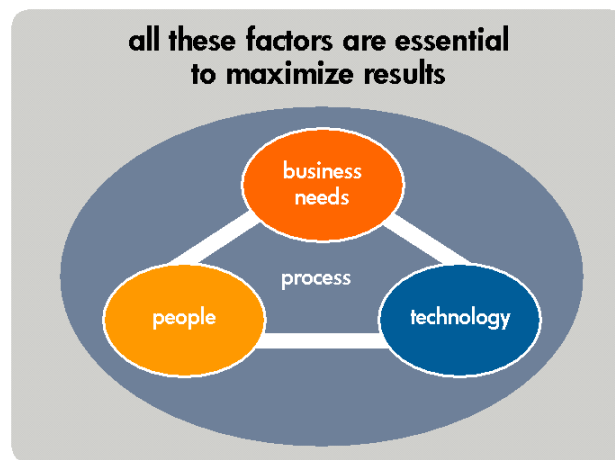 all these factors are essential
to maximize results
business
needs
process
people
technology